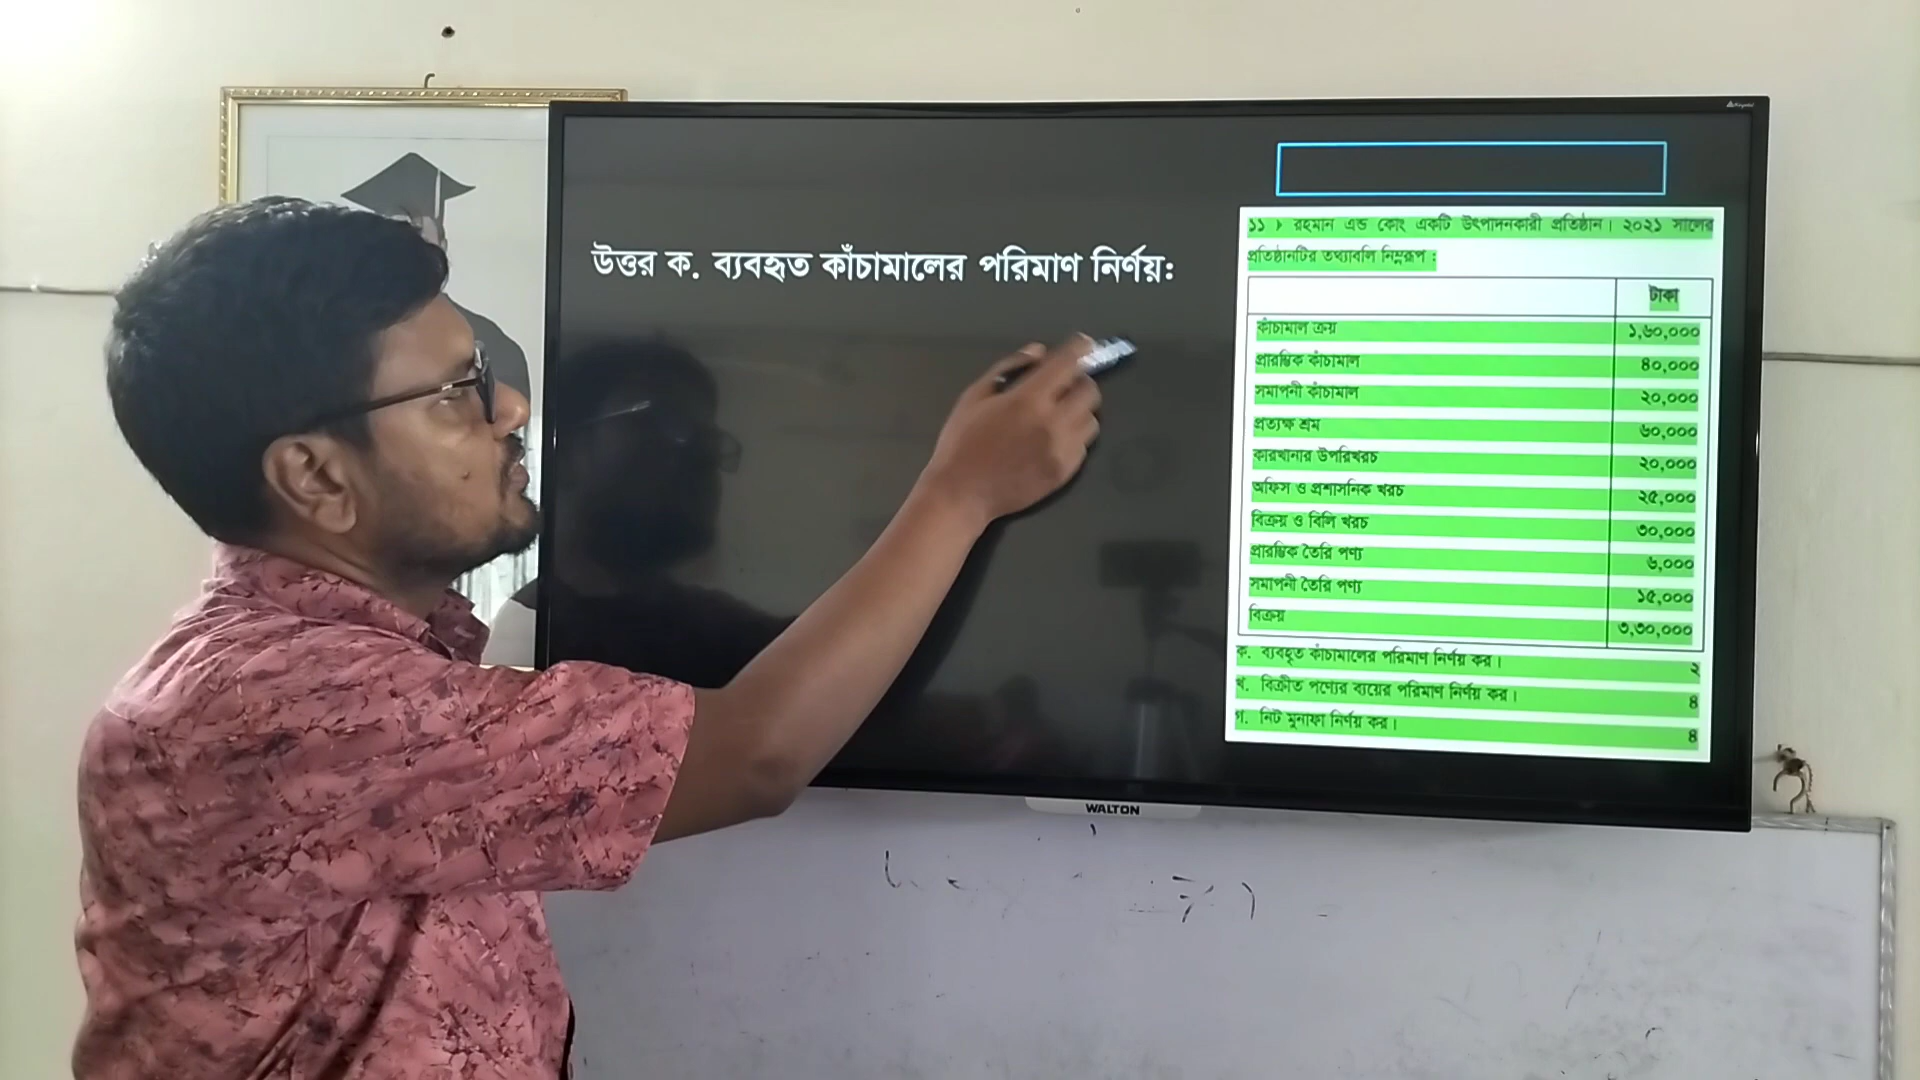 উত্তর ক. ব্যবহৃত কাঁচামালের পরিমাণ নির্ণয়:
১১ › রহমান এন্ড কোং একটি উৎপাদনকারী প্রতিষ্ঠান। ২০২১ সালের
প্রতিষ্ঠানটির তথ্যাবলি নিম্নরূপ :
টাকা
কাঁচামাল ক্রয় ১,৬০,০০০
প্রারম্ভিক কাঁচামাল ৪০,০০০
সমাপনী কাঁচামাল ২০,০০০
প্রত্যক্ষ শ্রম ৬০,০০০
কারখানার উপরিখরচ ২০,০০০
অফিস ও প্রশাসনিক খরচ ২৫,০০০
বিক্রয় ও বিলি খরচ ৩০,০০০
প্রারম্ভিক তৈরি পণ্য ৬,০০০
সমাপনী তৈরি পণ্য ১৫,০০০
বিক্রয় ৩,৩০,০০০
ক. ব্যবহৃত কাঁচামালের পরিমাণ নির্ণয় কর। ২
খ. বিক্রীত পণ্যের ব্যয়ের পরিমাণ নির্ণয় কর। ৪
গ. নিট মুনাফা নির্ণয় কর। ৪
WALTON